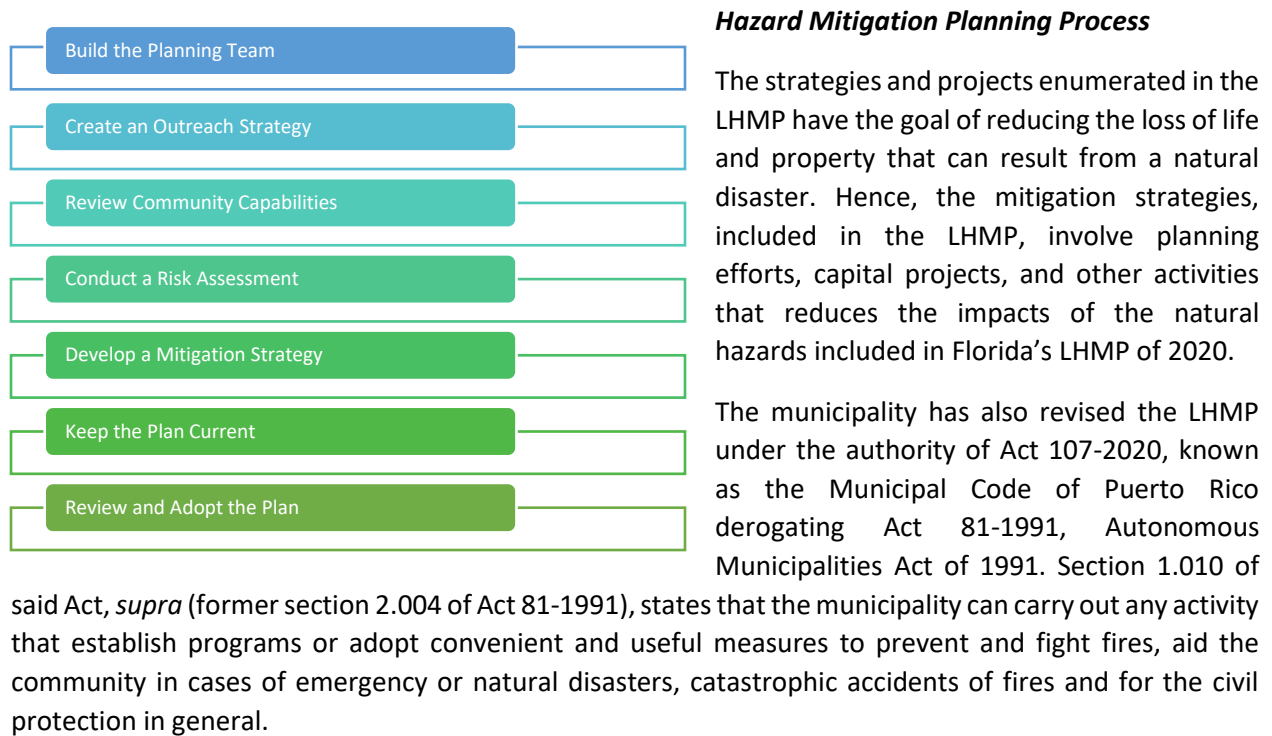 Build the Planning Team
Create an Outreach Strategy
Review Community Capabilities
Conduct a Risk Assessment
Develop a Mitigation Strategy
Keep the Plan Current
Review and Adopt the Plan
Hazard Mitigation Planning Process
The strategies and projects enumerated in the
LHMP have the goal of reducing the loss of life
and property that can result from a natural
disaster. Hence, the mitigation strategies,
included in the LHMP, involve planning
efforts, capital projects, and other activities
that reduces the impacts of the natural
hazards included in Florida’s LHMP of 2020.
The municipality has also revised the LHMP
under the authority of Act 107-2020, known
as the Municipal Code of Puerto Rico
derogating Act 81-1991, Autonomous
Municipalities Act of 1991. Section 1.010 of
said Act, supra (former section 2.004 of Act 81-1991), states that the municipality can carry out any activity
that establish programs or adopt convenient and useful measures to prevent and fight fires, aid the
community in cases of emergency or natural disasters, catastrophic accidents of fires and for the civil
protection in general.